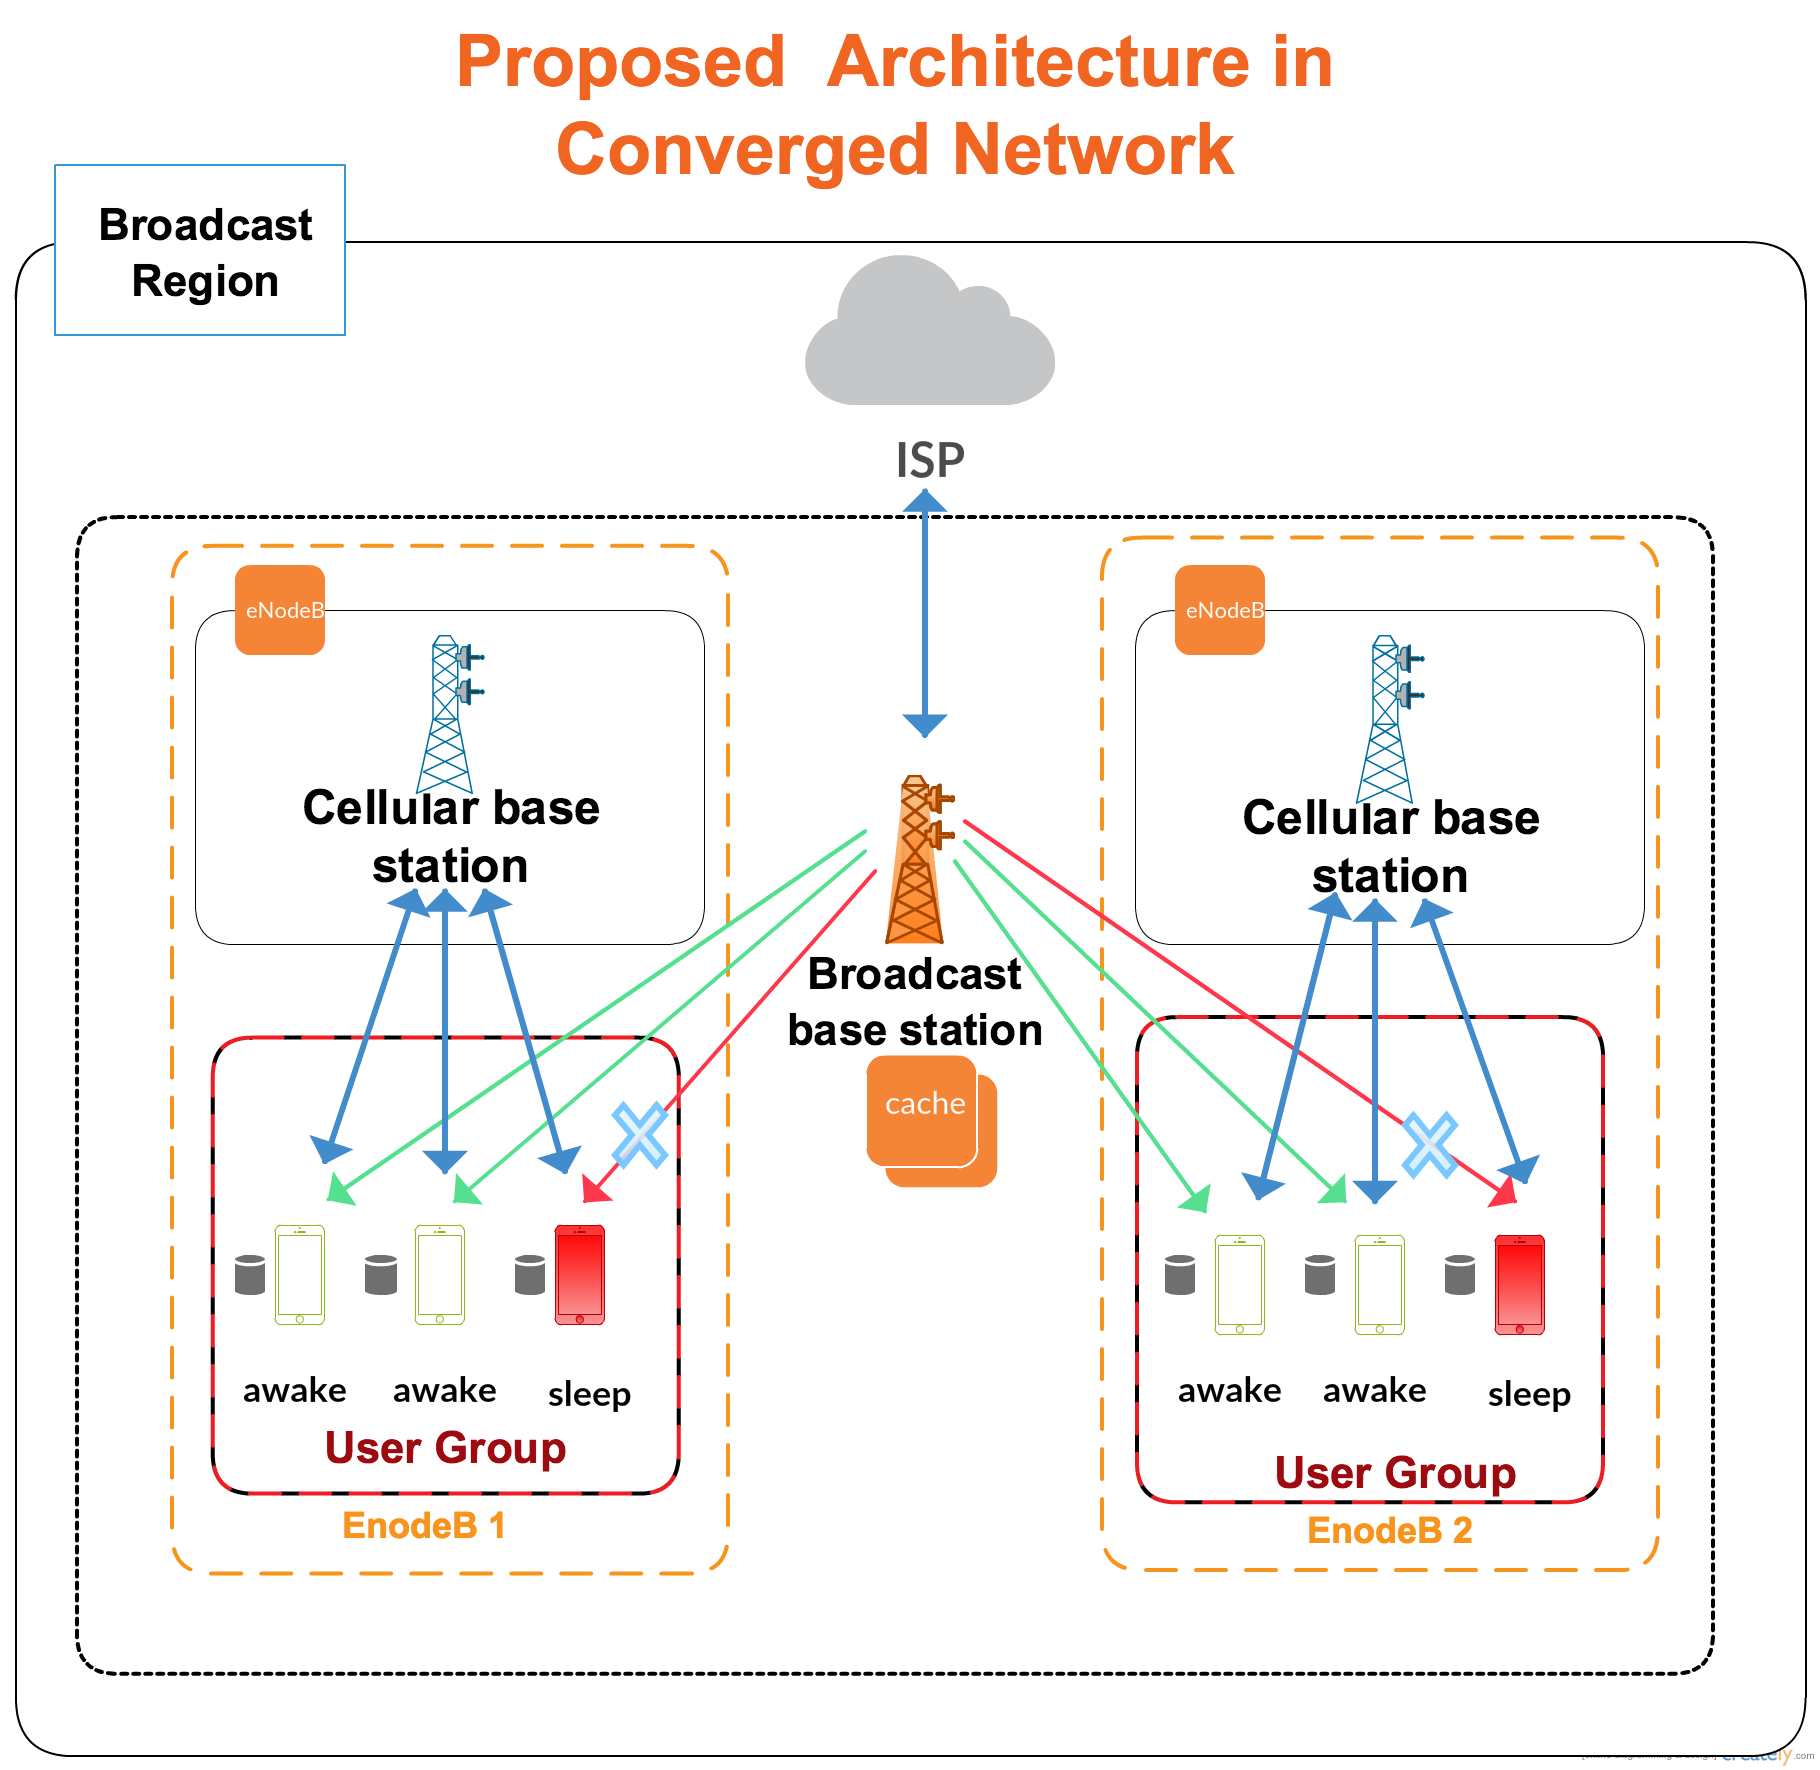 Proposed Architecture in
Converged Network
Broadcast
Region
ISP
eNodeB
eNodeB
Cellular base
station
Cellular base
station
Broadcast
base station
cache
awake awake sleep
awake awake sleep
User Group
User Group
EnodeB 1
EnodeB 2
creately.com